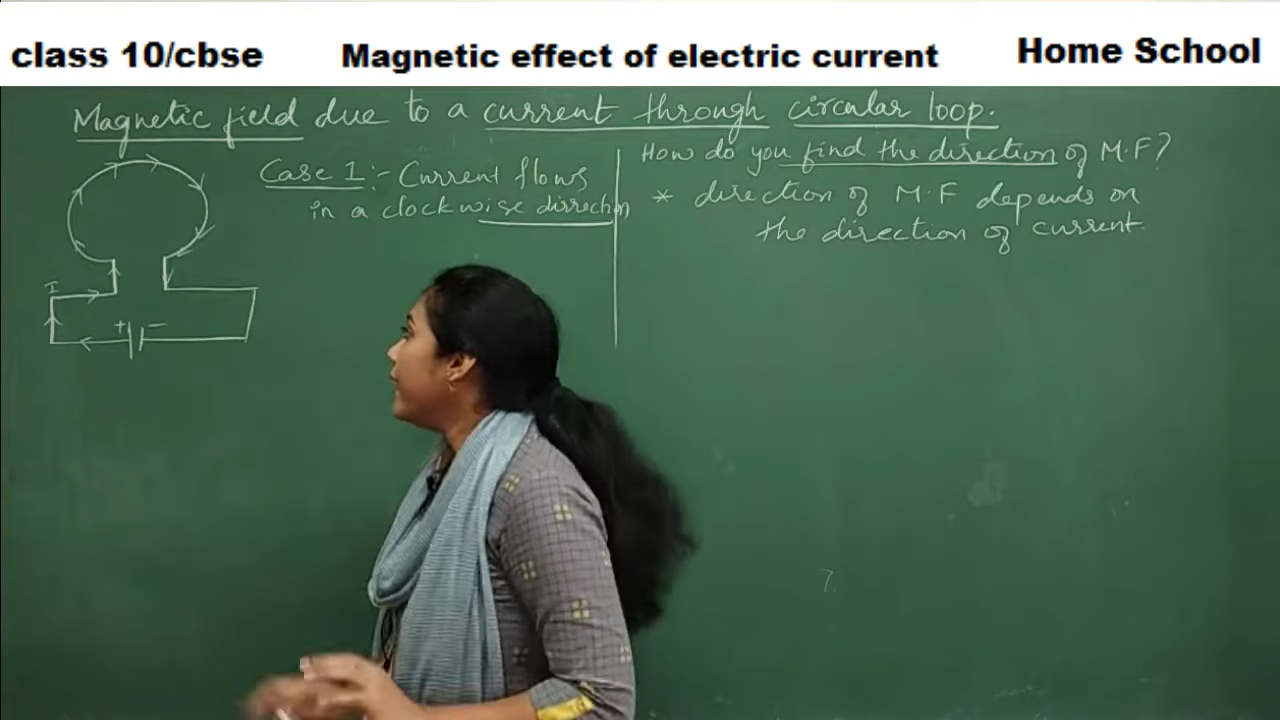 class 10/cbse
Magnetic effect of electric current
Home School
Magnetic field due to a current through circular loop.
Case 1:- Current flows
in a clockwise dirrection
I
+ -
How do you find the direction of M.F?
* direction of M.F depends on
the direction of current.